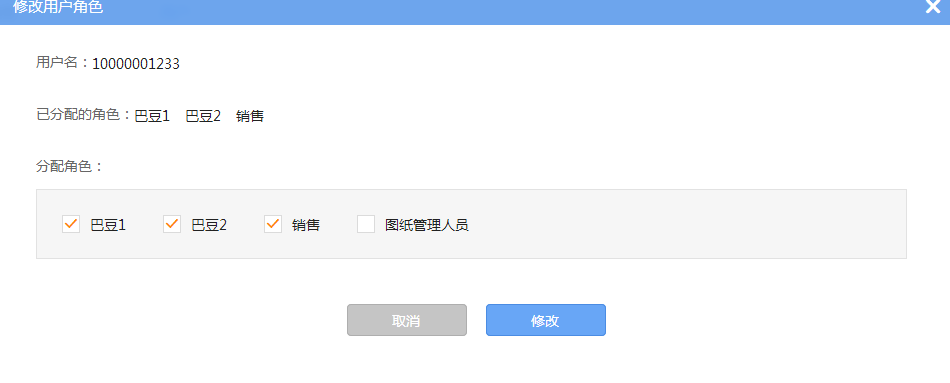 修改用户角色
用户名：10000001233
已分配的角色：巴豆1 巴豆2 销售
分配角色：
巴豆1 巴豆2 销售 图纸管理人员
取消 修改